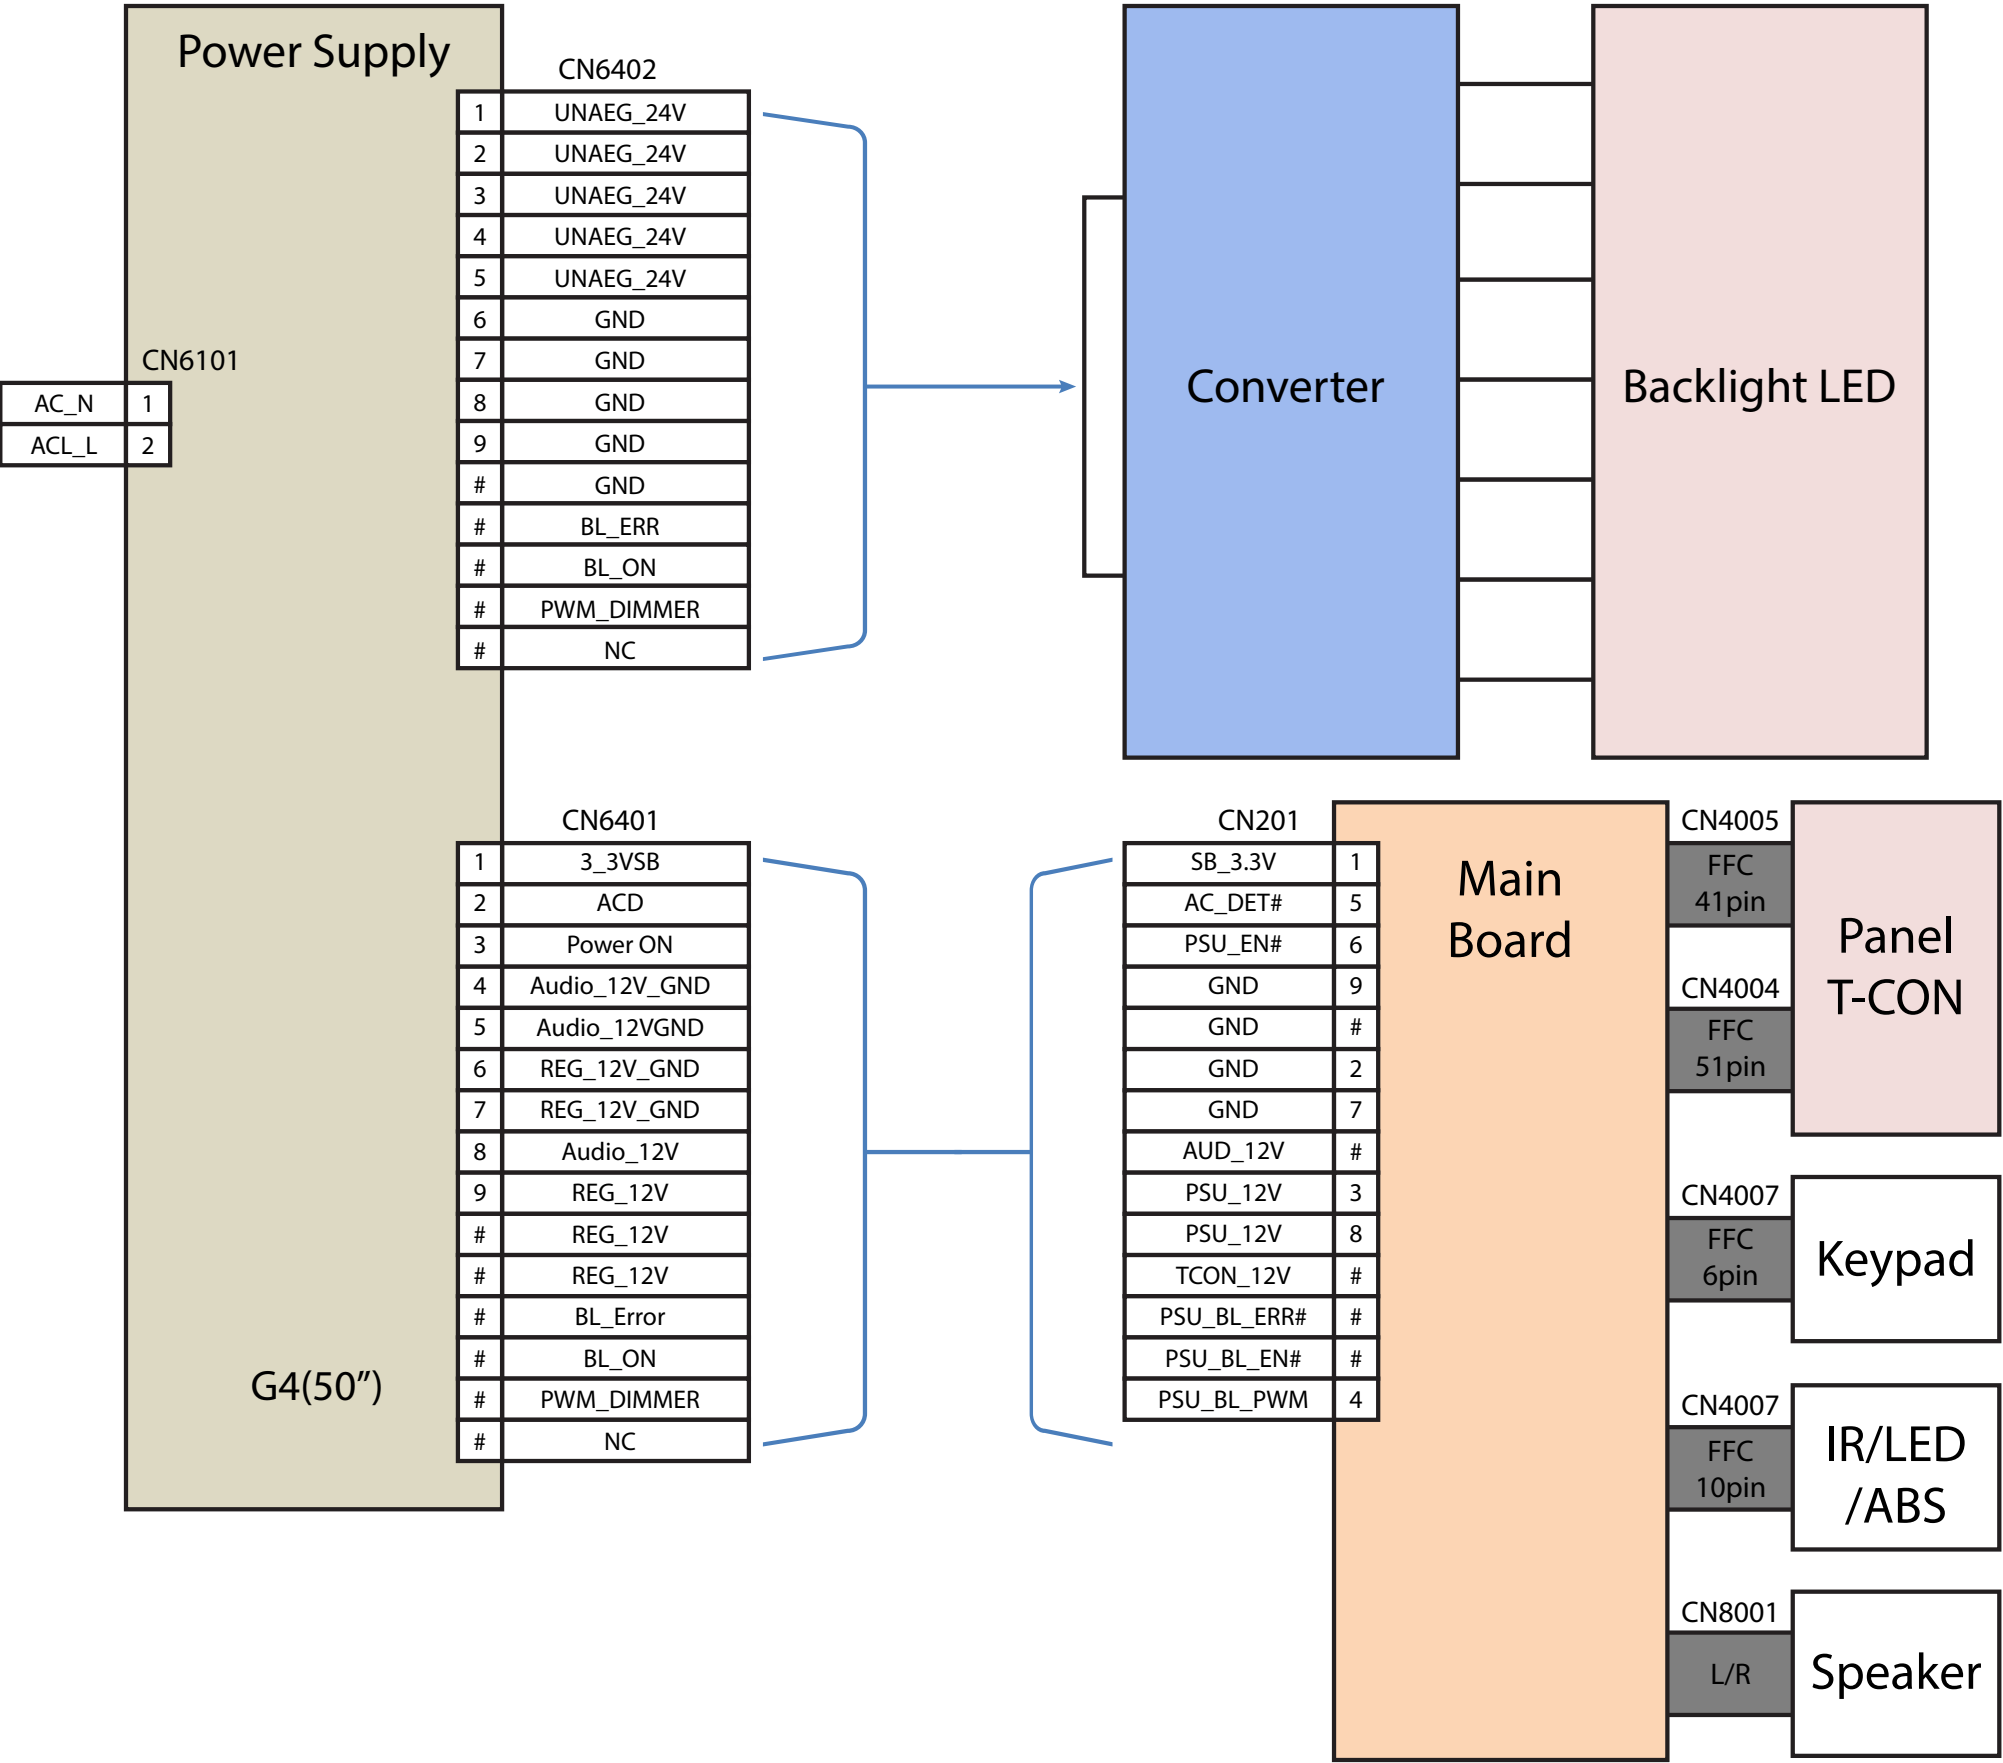 Power Supply
CN6402
1 UNAEG_24V
2 UNAEG_24V
3 UNAEG_24V
4 UNAEG_24V
5 UNAEG_24V
6 GND
7 GND
8 GND
9 GND
# GND
# BL_ERR
# BL_ON
# PWM_DIMMER
# NC
CN6101
AC_N 1
ACL_L 2
Converter
Backlight LED
CN6401
1 3_3VSB
2 ACD
3 Power ON
4 Audio_12V_GND
5 Audio_12VGND
6 REG_12V_GND
7 REG_12V_GND
8 Audio_12V
9 REG_12V
# REG_12V
# REG_12V
# BL_Error
# BL_ON
# PWM_DIMMER
# NC
G4(50”)
CN201
SB_3.3V 1
AC_DET# 5
PSU_EN# 6
GND 9
GND #
GND 2
GND 7
AUD_12V #
PSU_12V 3
PSU_12V 8
TCON_12V #
PSU_BL_ERR# #
PSU_BL_EN# #
PSU_BL_PWM 4
Main
Board
CN4005
FFC
41pin
CN4004
FFC
51pin
Panel
T-CON
CN4007
FFC
6pin
Keypad
CN4007
FFC
10pin
IR/LED
/ABS
CN8001
L/R
Speaker